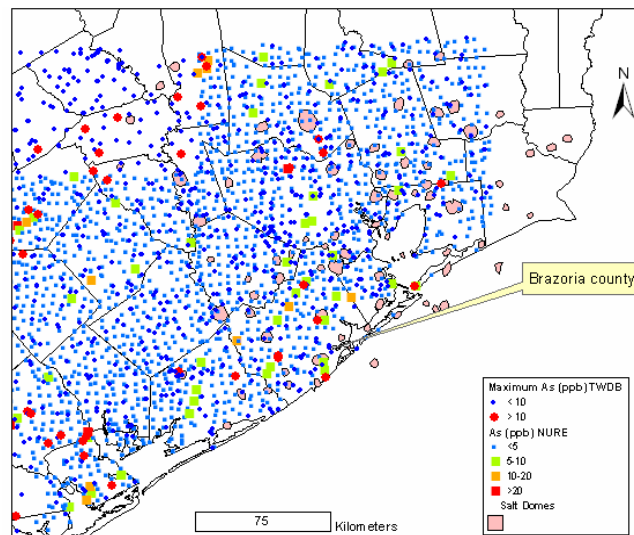 N
Brazoria county
Maximum As (ppb)TWDB
< 10
> 10
As (ppb) NURE
<5
5-10
10-20
>20
Salt Domes
75
Kilometers